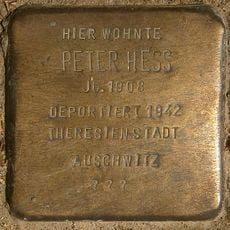 HIER WOHNTE
PETER HESS
JG. 1908
DEPORTIERT 1942
THERESIENSTADT
AUSCHWITZ
???